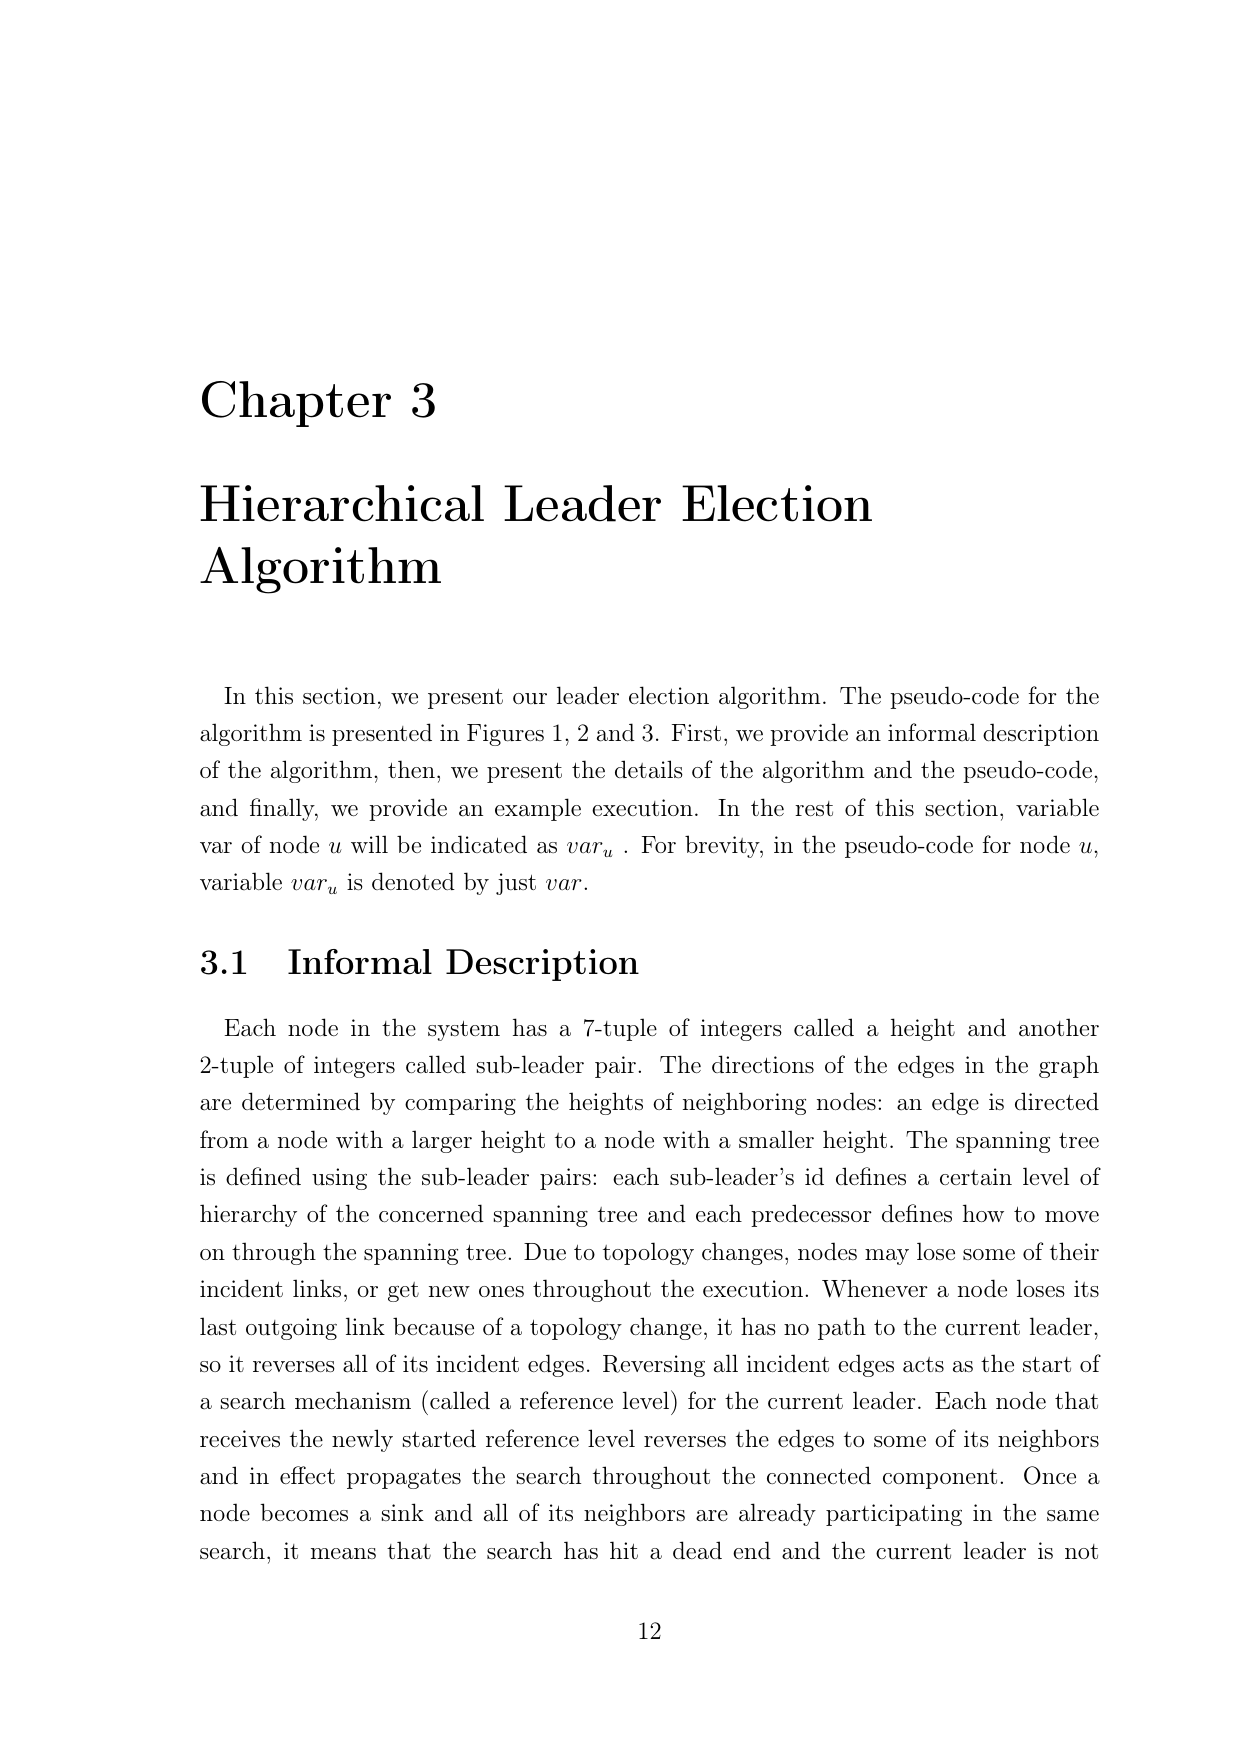 Chapter 3
Hierarchical Leader Election
Algorithm
In this section, we present our leader election algorithm. The pseudo-code for the
algorithm is presented in Figures 1, 2 and 3. First, we provide an informal description
of the algorithm, then, we present the details of the algorithm and the pseudo-code,
and finally, we provide an example execution. In the rest of this section, variable
var of node u will be indicated as var_u . For brevity, in the pseudo-code for node u,
variable var_u is denoted by just var.
3.1 Informal Description
Each node in the system has a 7-tuple of integers called a height and another
2-tuple of integers called sub-leader pair. The directions of the edges in the graph
are determined by comparing the heights of neighboring nodes: an edge is directed
from a node with a larger height to a node with a smaller height. The spanning tree
is defined using the sub-leader pairs: each sub-leader's id defines a certain level of
hierarchy of the concerned spanning tree and each predecessor defines how to move
on through the spanning tree. Due to topology changes, nodes may lose some of their
incident links, or get new ones throughout the execution. Whenever a node loses its
last outgoing link because of a topology change, it has no path to the current leader,
so it reverses all of its incident edges. Reversing all incident edges acts as the start of
a search mechanism (called a reference level) for the current leader. Each node that
receives the newly started reference level reverses the edges to some of its neighbors
and in effect propagates the search throughout the connected component. Once a
node becomes a sink and all of its neighbors are already participating in the same
search, it means that the search has hit a dead end and the current leader is not
12